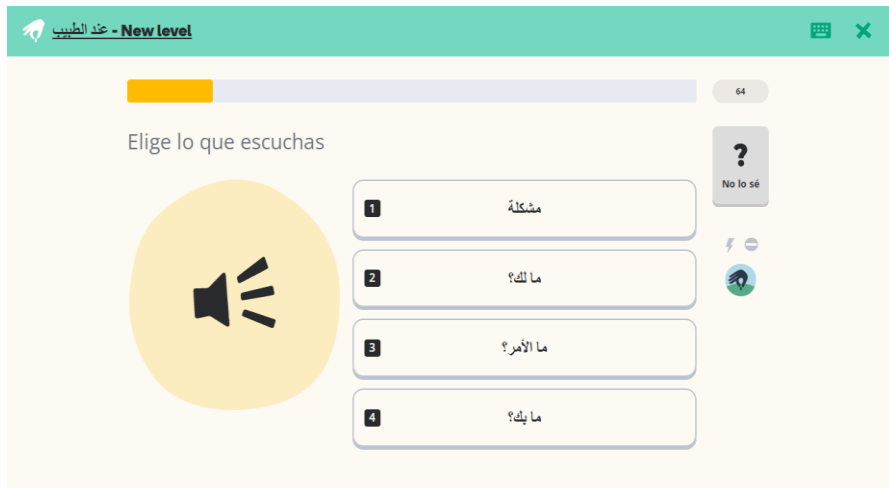 عند الطبيب - New level
64
Elige lo que escuchas
?
No lo sé
1 مشكلة
2 ما لك؟
3 ما الأمر؟
4 ما بك؟